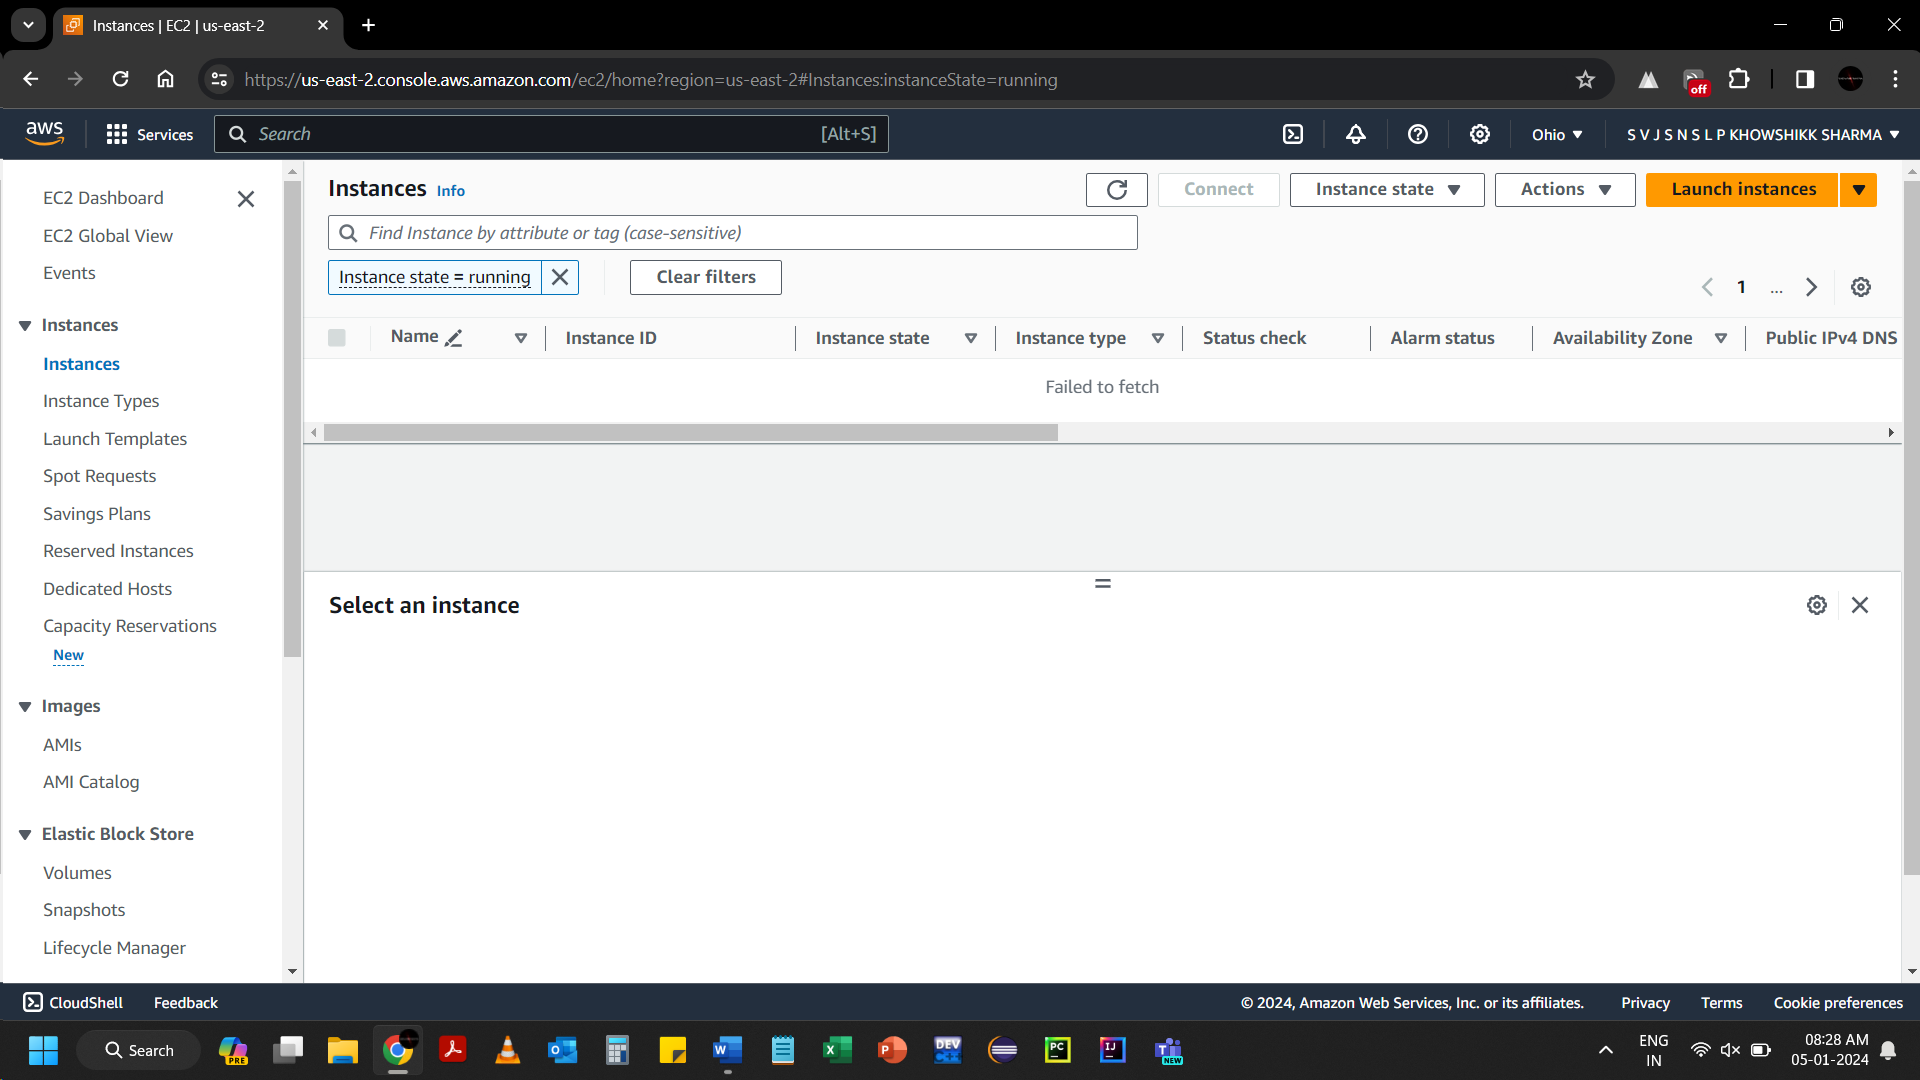 Instances | EC2 | us-east-2
https://us-east-2.console.aws.amazon.com/ec2/home?region=us-east-2#Instances:instanceState=running
off
aws
Services
Search
[Alt+S]
Ohio
S V J S N S L P KHOWSHIKK SHARMA
EC2 Dashboard
EC2 Global View
Events
Instances
Instances
Instance Types
Launch Templates
Spot Requests
Savings Plans
Reserved Instances
Dedicated Hosts
Capacity Reservations
New
Images
AMIs
AMI Catalog
Elastic Block Store
Volumes
Snapshots
Lifecycle Manager
Instances Info
Connect
Instance state
Actions
Launch instances
Find Instance by attribute or tag (case-sensitive)
Instance state = running
Clear filters
1 ...
Name Instance ID Instance state Instance type Status check Alarm status Availability Zone Public IPv4 DNS
Failed to fetch
Select an instance
CloudShell Feedback
© 2024, Amazon Web Services, Inc. or its affiliates. Privacy Terms Cookie preferences
Search
PRE
W
X
P
DEV
C++
PC
IJ
NEW
ENG
IN
08:28 AM
05-01-2024